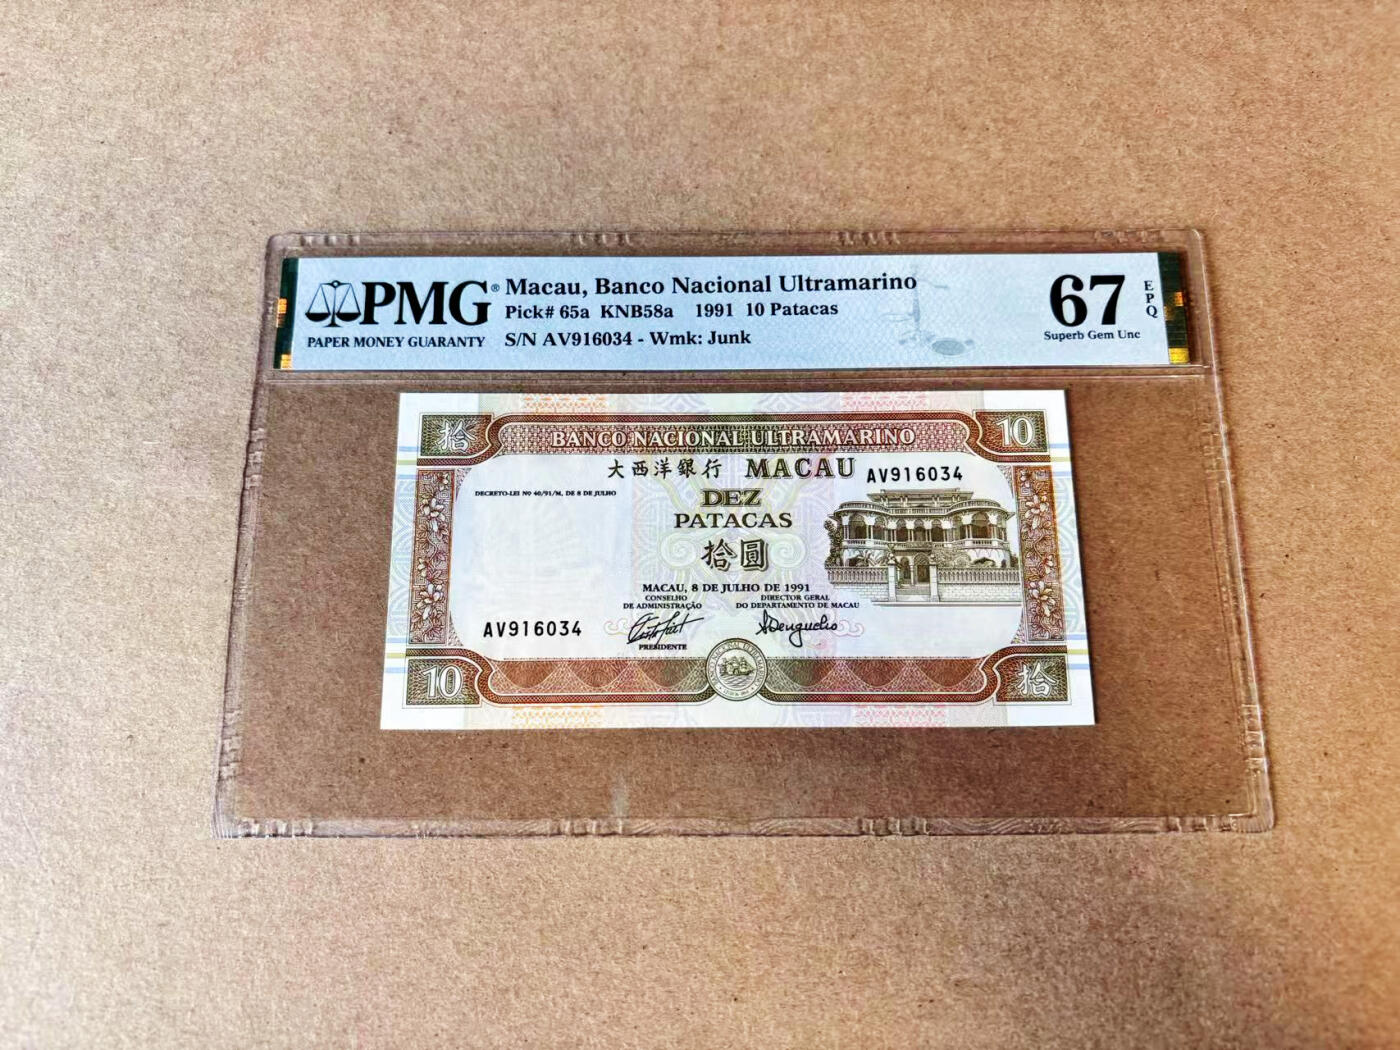 PMG®
PAPER MONEY GUARANTY
Macau, Banco Nacional Ultramarino
Pick# 65a KNB58a 1991 10 Patacas
S/N AV916034 - Wmk: Junk
67
EPQ
Superb Gem Unc
拾
BANCO NACIONAL ULTRAMARINO
10
大西洋銀行 MACAU
AV916034
DECRETO-LEI Nº 40/91/M, DE 8 DE JULHO
DEZ
PATACAS
拾圓
MACAU, 8 DE JULHO DE 1991
CONSELHO
DE ADMINISTRAÇÃO
DIRECTOR GERAL
DO DEPARTAMENTO DE MACAU
AV916034
PRESIDENTE
10
拾